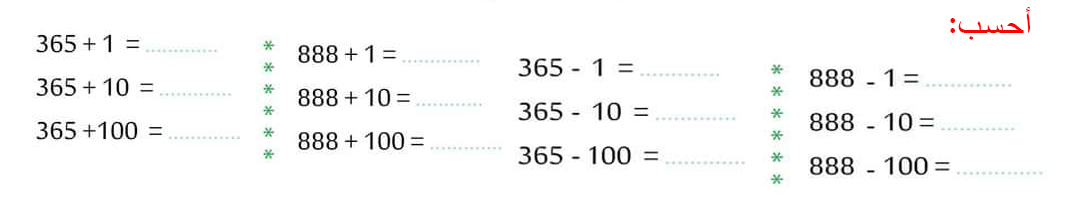 أحسب:
365 + 1 = ............
365 + 10 = ............
365 +100 = ............
888 + 1 = ............
888 + 10 = ............
888 + 100 = ............
365 - 1 = ............
365 - 10 = ............
365 - 100 = ............
888 - 1 = ............
888 - 10 = ............
888 - 100 = ............